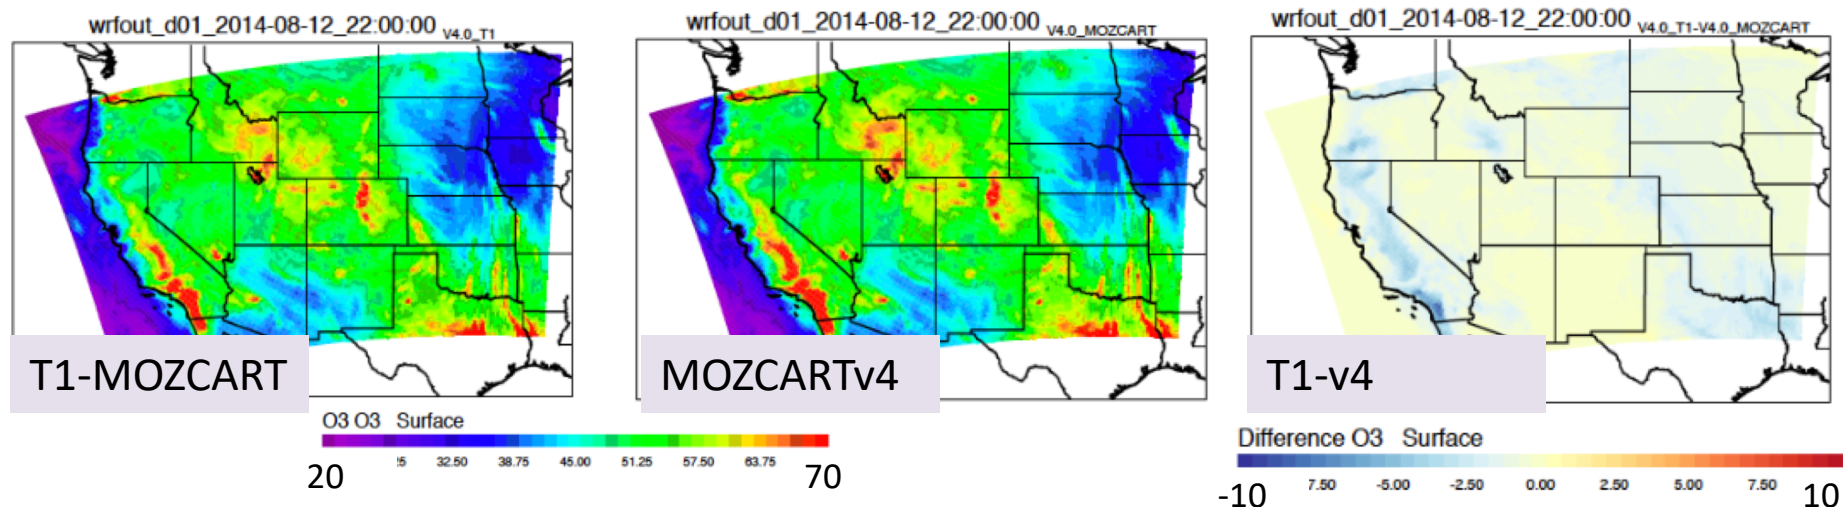 wrfout_d01_2014-08-12_22:00:00 V4.0_T1
T1-MOZCART
O3 O3 Surface
25 32.50 38.75 45.00 51.25 57.50 63.75
20 70
wrfout_d01_2014-08-12_22:00:00 V4.0_MOZCART
MOZCARTv4
wrfout_d01_2014-08-12_22:00:00 V4.0_T1-V4.0_MOZCART
T1-v4
Difference O3 Surface
7.50 -5.00 -2.50 0.00 2.50 5.00 7.50
-10 10